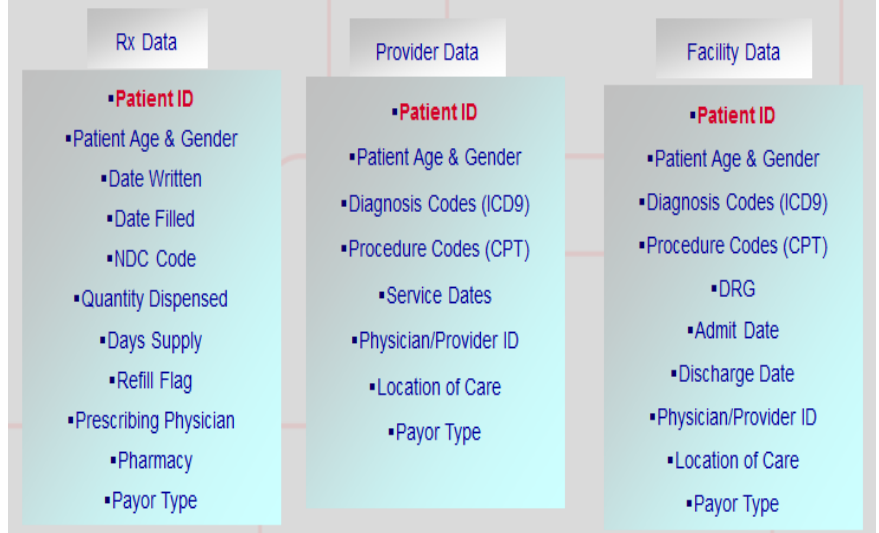 Rx Data
▪Patient ID
▪Patient Age & Gender
▪Date Written
▪Date Filled
▪NDC Code
▪Quantity Dispensed
▪Days Supply
▪Refill Flag
▪Prescribing Physician
▪Pharmacy
▪Payor Type
Provider Data
▪Patient ID
▪Patient Age & Gender
▪Diagnosis Codes (ICD9)
▪Procedure Codes (CPT)
▪Service Dates
▪Physician/Provider ID
▪Location of Care
▪Payor Type
Facility Data
▪Patient ID
▪Patient Age & Gender
▪Diagnosis Codes (ICD9)
▪Procedure Codes (CPT)
▪DRG
▪Admit Date
▪Discharge Date
▪Physician/Provider ID
▪Location of Care
▪Payor Type